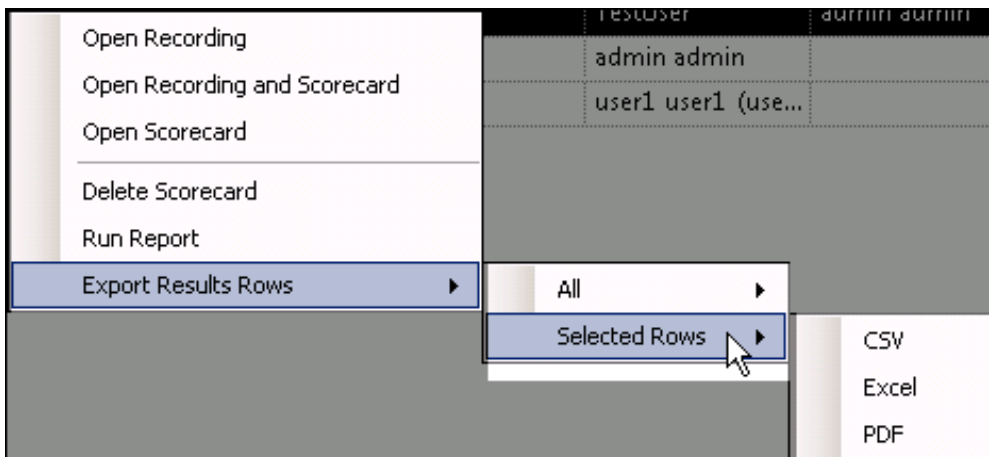 TestUser admin admin
Open Recording
admin admin
Open Recording and Scorecard
user1 user1 (use...
Open Scorecard
Delete Scorecard
Run Report
Export Results Rows
All
Selected Rows
CSV
Excel
PDF